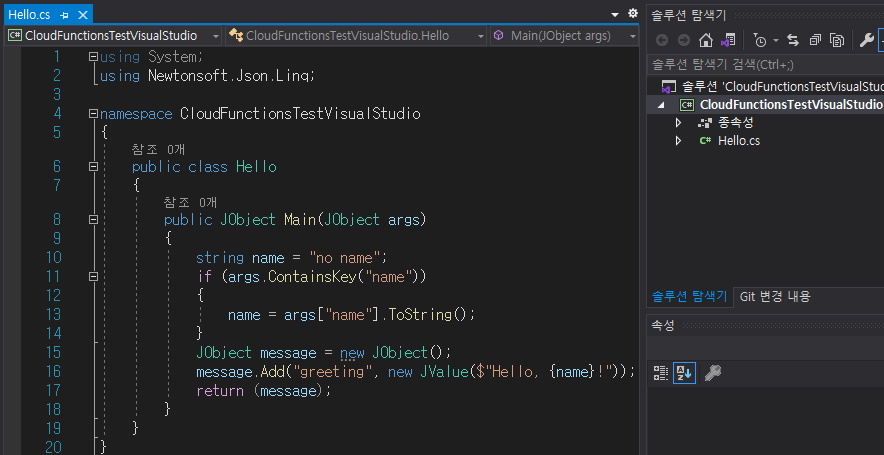 Hello.cs
CloudFunctionsTestVisualStudio
CloudFunctionsTestVisualStudio.Hello
Main(JObject args)
1 using System;
2 using Newtonsoft.Json.Linq;
3
4 namespace CloudFunctionsTestVisualStudio
5 {
참조 0개
6 public class Hello
7 {
참조 0개
8 public JObject Main(JObject args)
9 {
10 string name = "no name";
11 if (args.ContainsKey("name"))
12 {
13 name = args["name"].ToString();
14 }
15 JObject message = new JObject();
16 message.Add("greeting", new JValue($"Hello, {name}!"));
17 return (message);
18 }
19 }
20 }
솔루션 탐색기
솔루션 탐색기 검색(Ctrl+;)
솔루션 'CloudFunctionsTestVisualStud
C# CloudFunctionsTestVisualStudio
종속성
C# Hello.cs
솔루션 탐색기 Git 변경 내용
속성